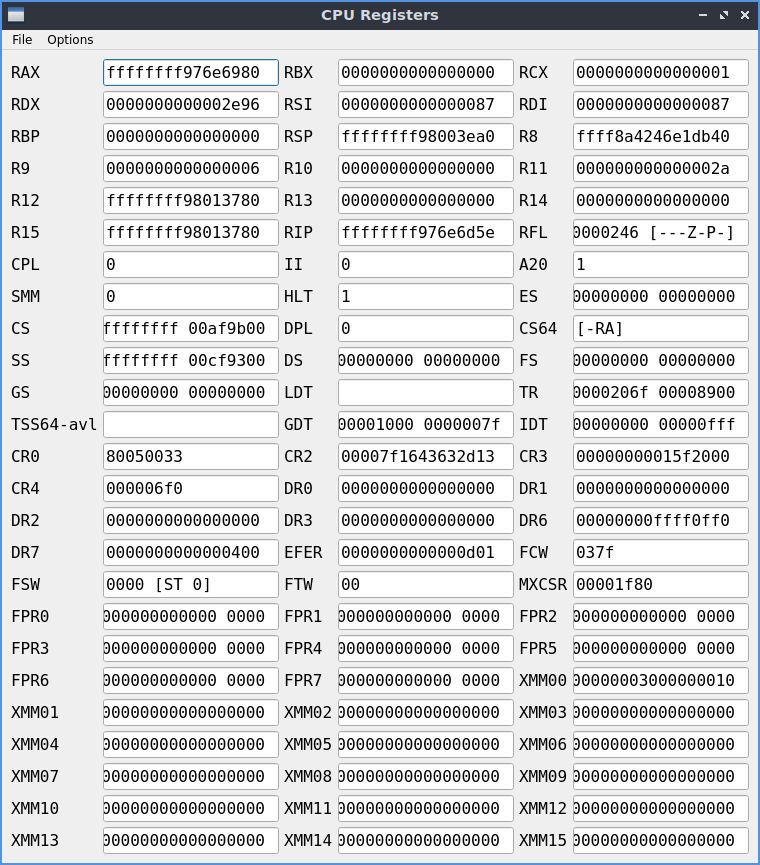 CPU Registers
File Options
RAX ffffffff976e6980 RBX 0000000000000000 RCX 0000000000000001
RDX 0000000000002e96 RSI 0000000000000087 RDI 0000000000000087
RBP 0000000000000000 RSP ffffffff98003ea0 R8 ffff8a4246e1db40
R9 0000000000000006 R10 0000000000000000 R11 000000000000002a
R12 ffffffff98013780 R13 0000000000000000 R14 0000000000000000
R15 ffffffff98013780 RIP ffffffff976e6d5e RFL 0000246 [---Z-P-]
CPL 0 II 0 A20 1
SMM 0 HLT 1 ES 00000000 00000000
CS ffffffff 00af9b00 DPL 0 CS64 [-RA]
SS ffffffff 00cf9300 DS 00000000 00000000 FS 00000000 00000000
GS 00000000 00000000 LDT TR 0000206f 00008900
TSS64-avl GDT 00001000 0000007f IDT 00000000 00000fff
CR0 80050033 CR2 00007f1643632d13 CR3 00000000015f2000
CR4 000006f0 DR0 0000000000000000 DR1 0000000000000000
DR2 0000000000000000 DR3 0000000000000000 DR6 00000000ffff0ff0
DR7 0000000000000400 EFER 0000000000000d01 FCW 037f
FSW 0000 [ST 0] FTW 00 MXCSR 00001f80
FPR0 000000000000 0000 FPR1 000000000000 0000 FPR2 000000000000 0000
FPR3 000000000000 0000 FPR4 000000000000 0000 FPR5 000000000000 0000
FPR6 000000000000 0000 FPR7 000000000000 0000 XMM00 00000003000000010
XMM01 00000000000000000 XMM02 00000000000000000 XMM03 00000000000000000
XMM04 00000000000000000 XMM05 00000000000000000 XMM06 00000000000000000
XMM07 00000000000000000 XMM08 00000000000000000 XMM09 00000000000000000
XMM10 00000000000000000 XMM11 00000000000000000 XMM12 00000000000000000
XMM13 00000000000000000 XMM14 00000000000000000 XMM15 00000000000000000